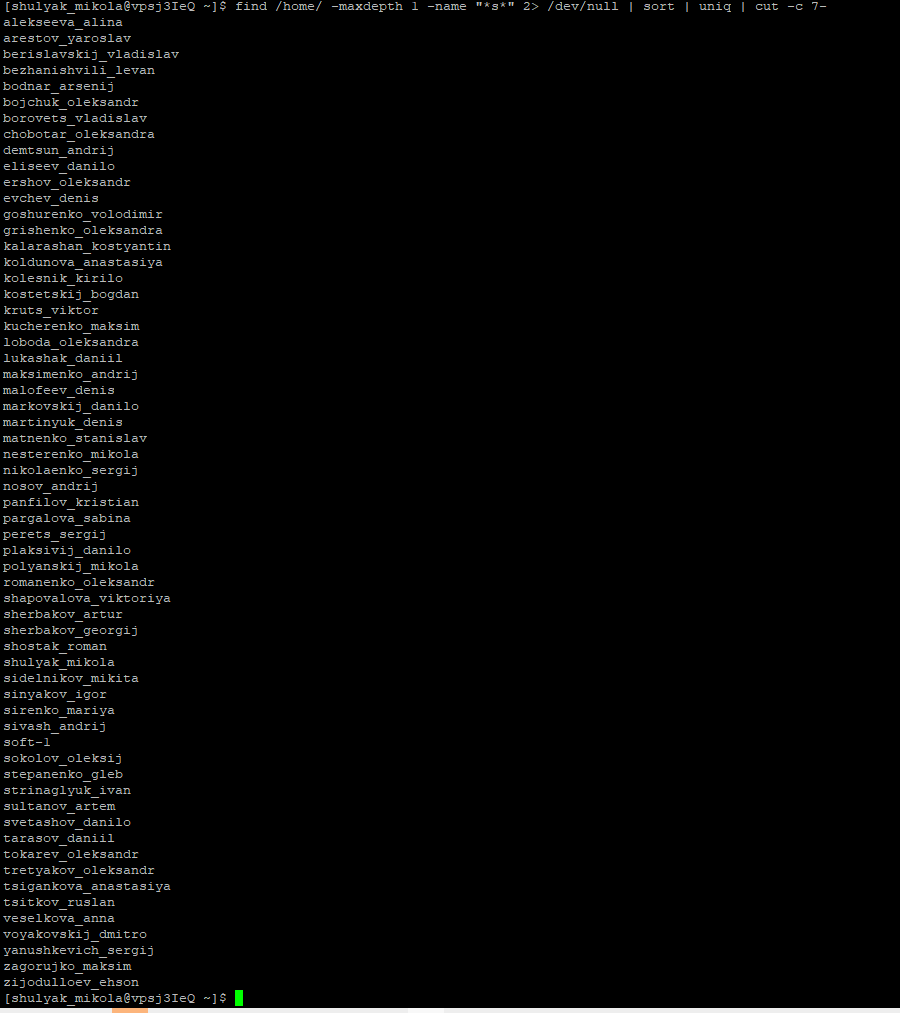 [shulyak_mikola@vpsj3IeQ ~]$ find /home/ -maxdepth 1 -name "*s*" 2> /dev/null | sort | uniq | cut -c 7-
alekseeva_alina
arestov_yaroslav
berislavskij_vladislav
bezhanishvili_levan
bodnar_arsenij
bojchuk_oleksandr
borovets_vladislav
chobotar_oleksandra
demtsun_andrij
eliseev_danilo
ershov_oleksandr
evchev_denis
goshurenko_volodimir
grishenko_oleksandra
kalarashan_kostyantin
koldunova_anastasiya
kolesnik_kirilo
kostetskij_bogdan
kruts_viktor
kucherenko_maksim
loboda_oleksandra
lukashak_daniil
maksimenko_andrij
malofeev_denis
markovskij_danilo
martinyuk_denis
matnenko_stanislav
nesterenko_mikola
nikolaenko_sergij
nosov_andrij
panfilov_kristian
pargalova_sabina
perets_sergij
plaksivij_danilo
polyanskij_mikola
romanenko_oleksandr
shapovalova_viktoriya
sherbakov_artur
sherbakov_georgij
shostak_roman
shulyak_mikola
sidelnikov_mikita
sinyakov_igor
sirenko_mariya
sivash_andrij
soft-1
sokolov_oleksij
stepanenko_gleb
strinaglyuk_ivan
sultanov_artem
svetashov_danilo
tarasov_daniil
tokarev_oleksandr
tretyakov_oleksandr
tsigankova_anastasiya
tsitkov_ruslan
veselkova_anna
voyakovskij_dmitro
yanushkevich_sergij
zagorujko_maksim
zijodulloev_ehson
[shulyak_mikola@vpsj3IeQ ~]$